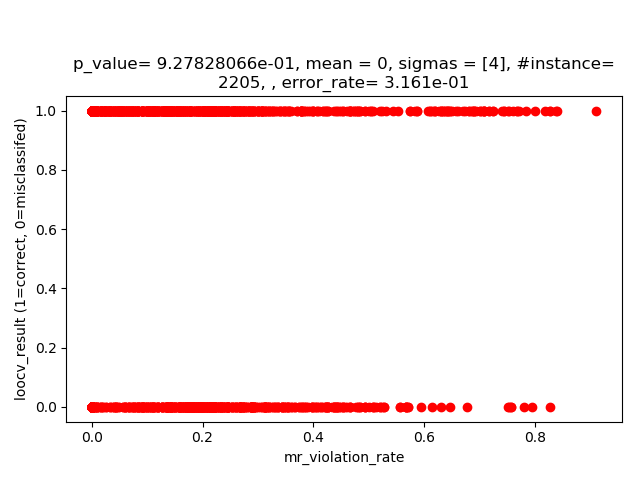 p_value= 9.27828066e-01, mean = 0, sigmas = [4], #instance=
2205, , error_rate= 3.161e-01
1.0
0.8
0.6
0.4
0.2
0.0
loocv_result (1=correct, 0=misclassifed)
0.0 0.2 0.4 0.6 0.8
mr_violation_rate